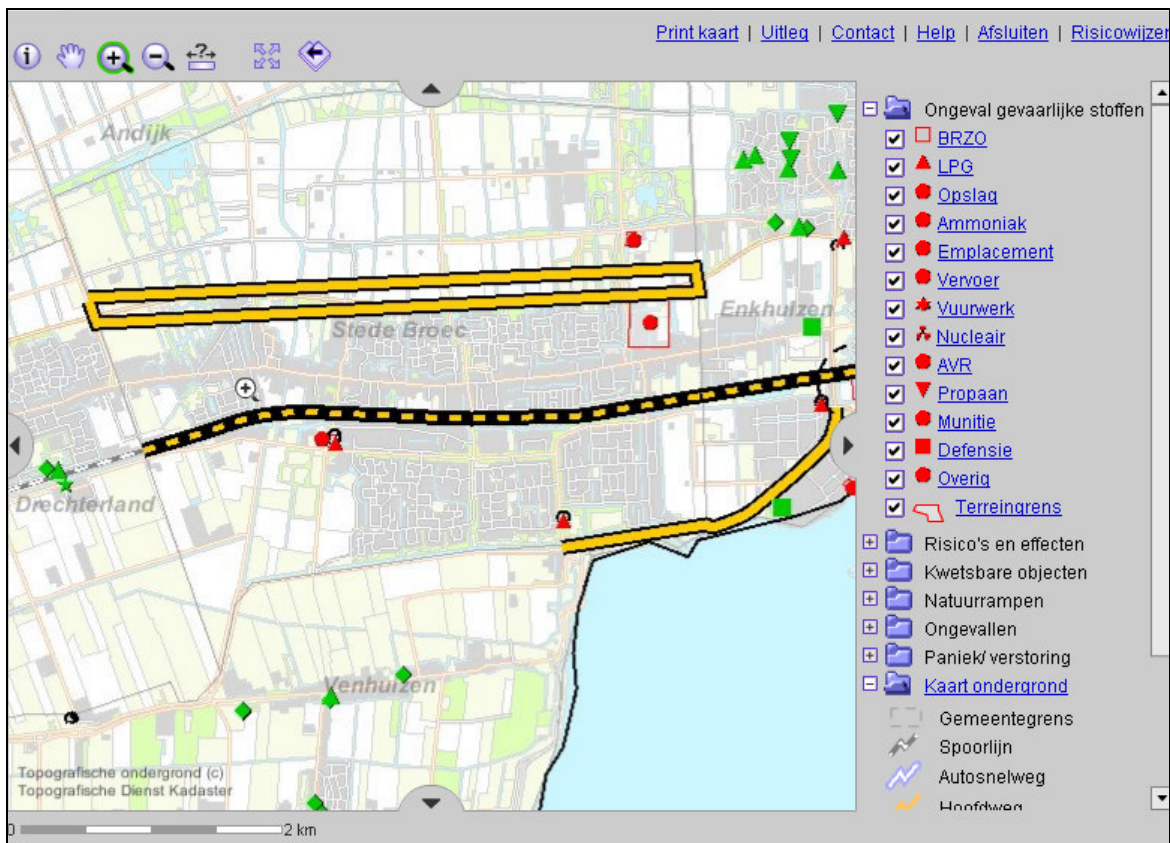 Print kaart | Uitleg | Contact | Help | Afsluiten | Risicowijzer
Andijk
Stede Broec
Enkhuizen
Drechterland
Venhuizen
Topografische ondergrond (c)
Topografische Dienst Kadaster
0 2 km
Ongeval gevaarlijke stoffen
BRZO
LPG
Opslag
Ammoniak
Emplacement
Vervoer
Vuurwerk
Nucleair
AVR
Propaan
Munitie
Defensie
Overig
Terreingrens
Risico's en effecten
Kwetsbare objecten
Natuurrampen
Ongevallen
Paniek/ verstoring
Kaart ondergrond
Gemeentegrens
Spoorlijn
Autosnelweg
Hoofdweg